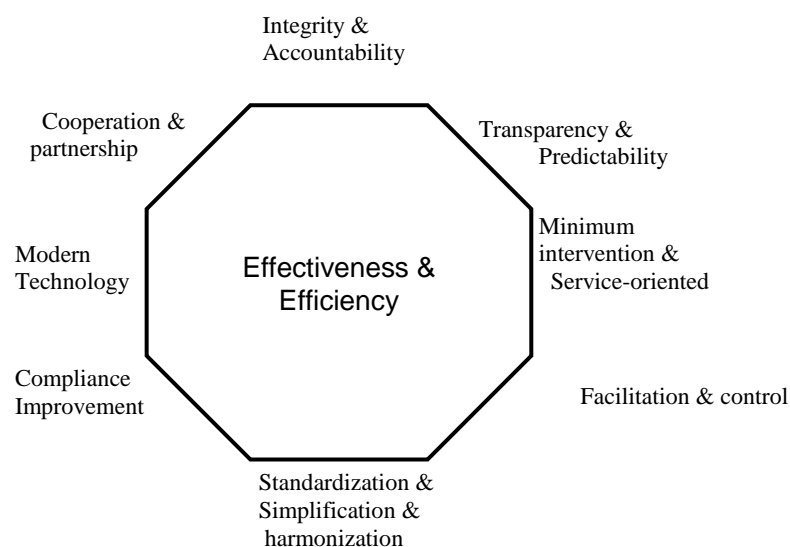 Integrity &
Accountability
Cooperation &
partnership
Transparency &
Predictability
Minimum
intervention &
Service-oriented
Modern
Technology
Effectiveness &
Efficiency
Compliance
Improvement
Facilitation & control
Standardization &
Simplification &
harmonization